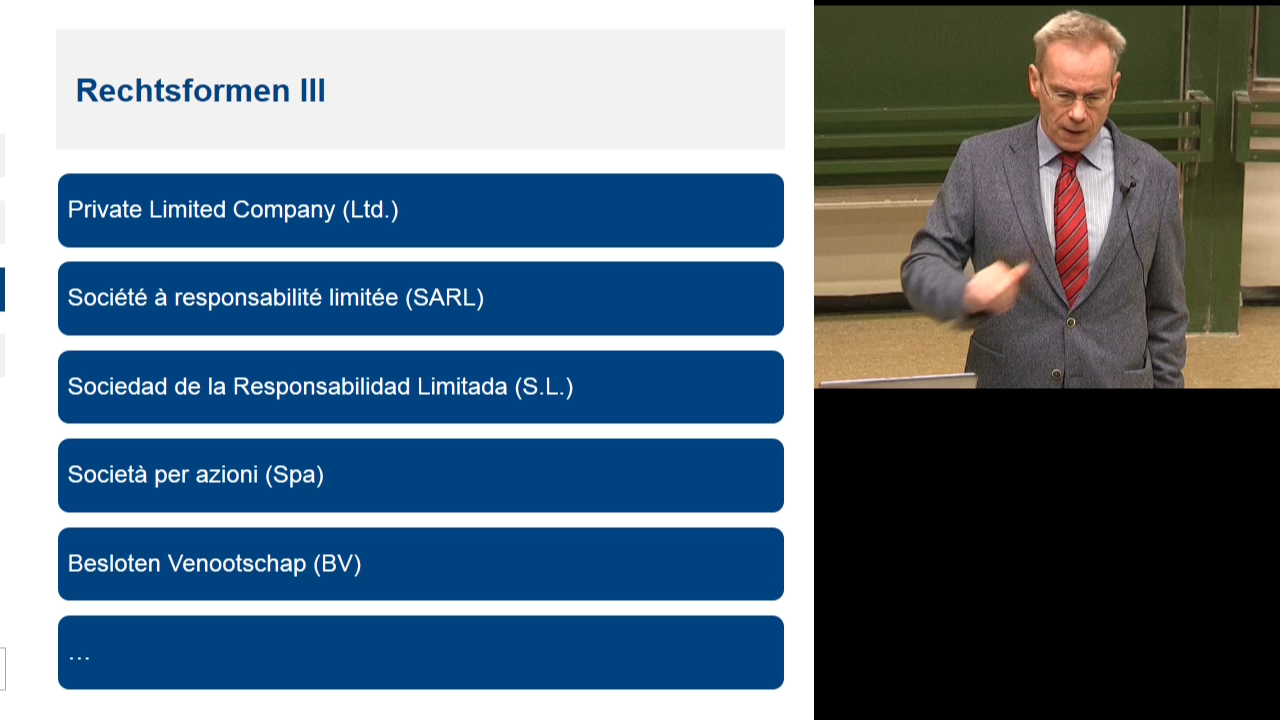 Rechtsformen III
Private Limited Company (Ltd.)
Société à responsabilité limitée (SARL)
Sociedad de la Responsabilidad Limitada (S.L.)
Società per azioni (Spa)
Besloten Venootschap (BV)
...